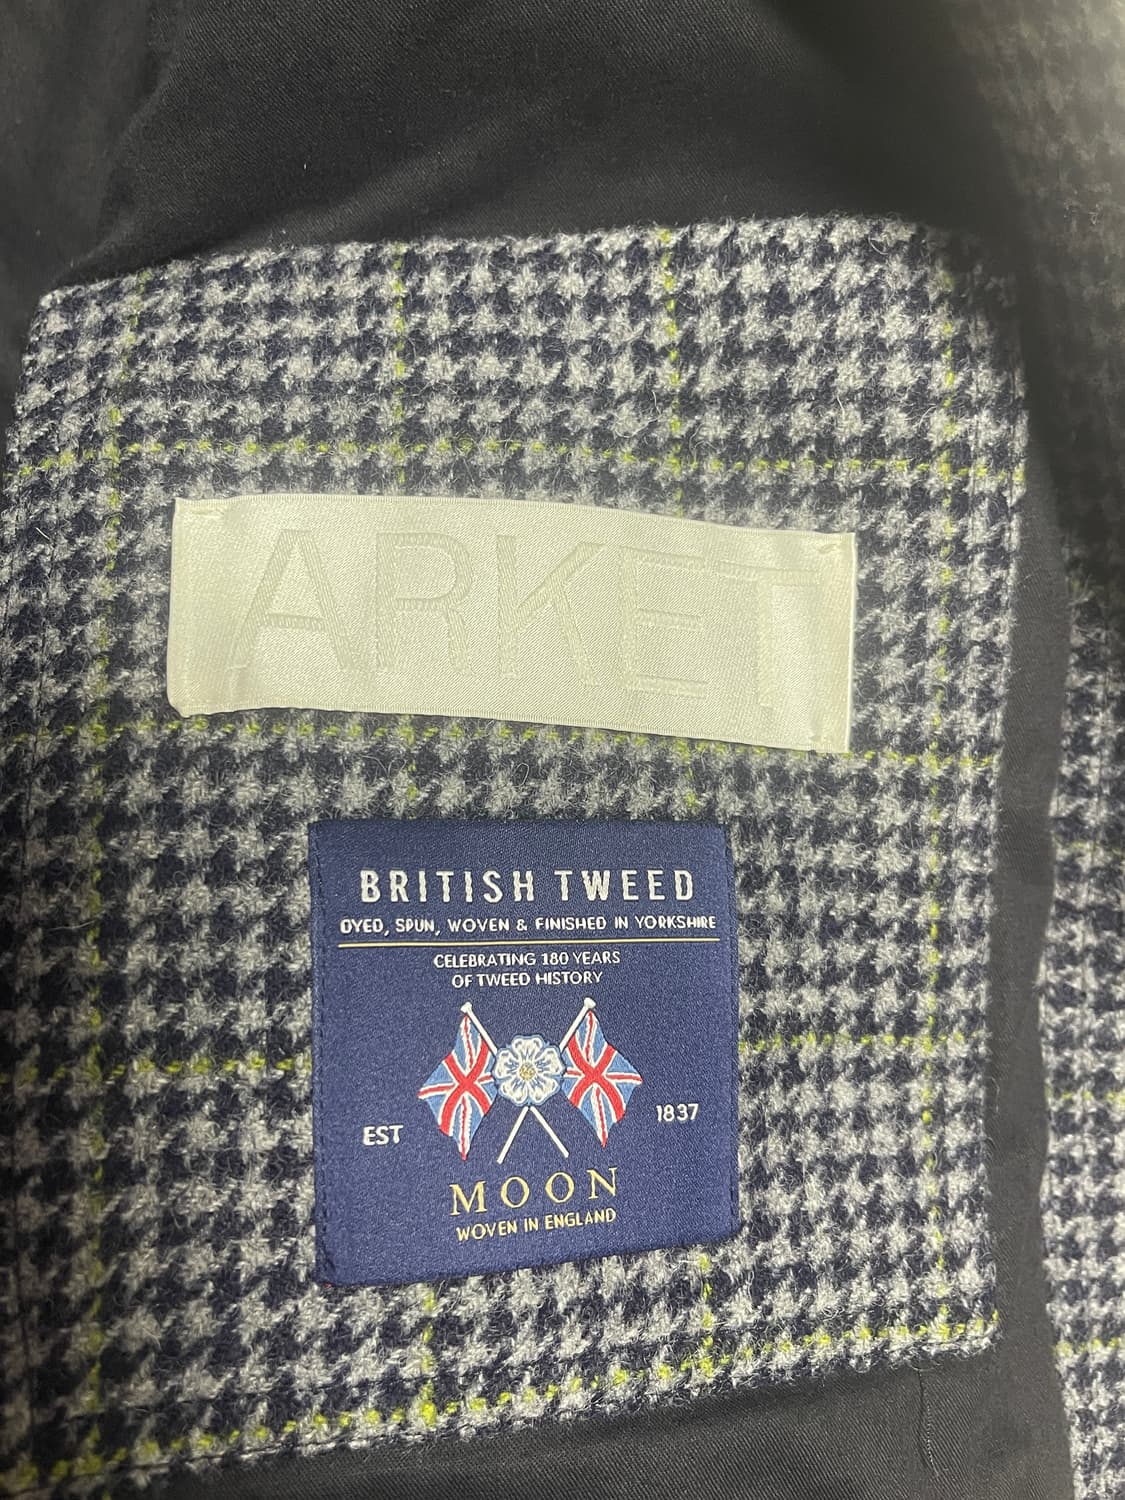 ARKET
BRITISH TWEED
DYED, SPUN, WOVEN & FINISHED IN YORKSHIRE
CELEBRATING 180 YEARS
OF TWEED HISTORY
EST 1837
MOON
WOVEN IN ENGLAND